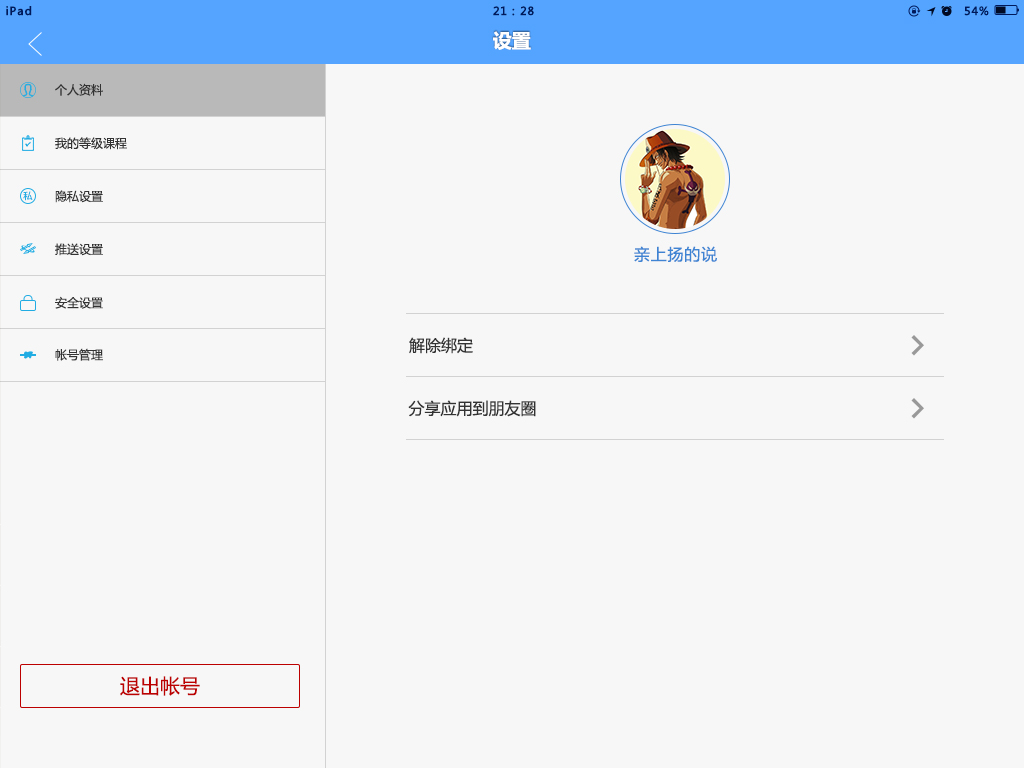 iPad
21：28
54%
设置
个人资料
我的等级课程
私
隐私设置
推送设置
安全设置
帐号管理
亲上扬的说
解除绑定
分享应用到朋友圈
退出帐号